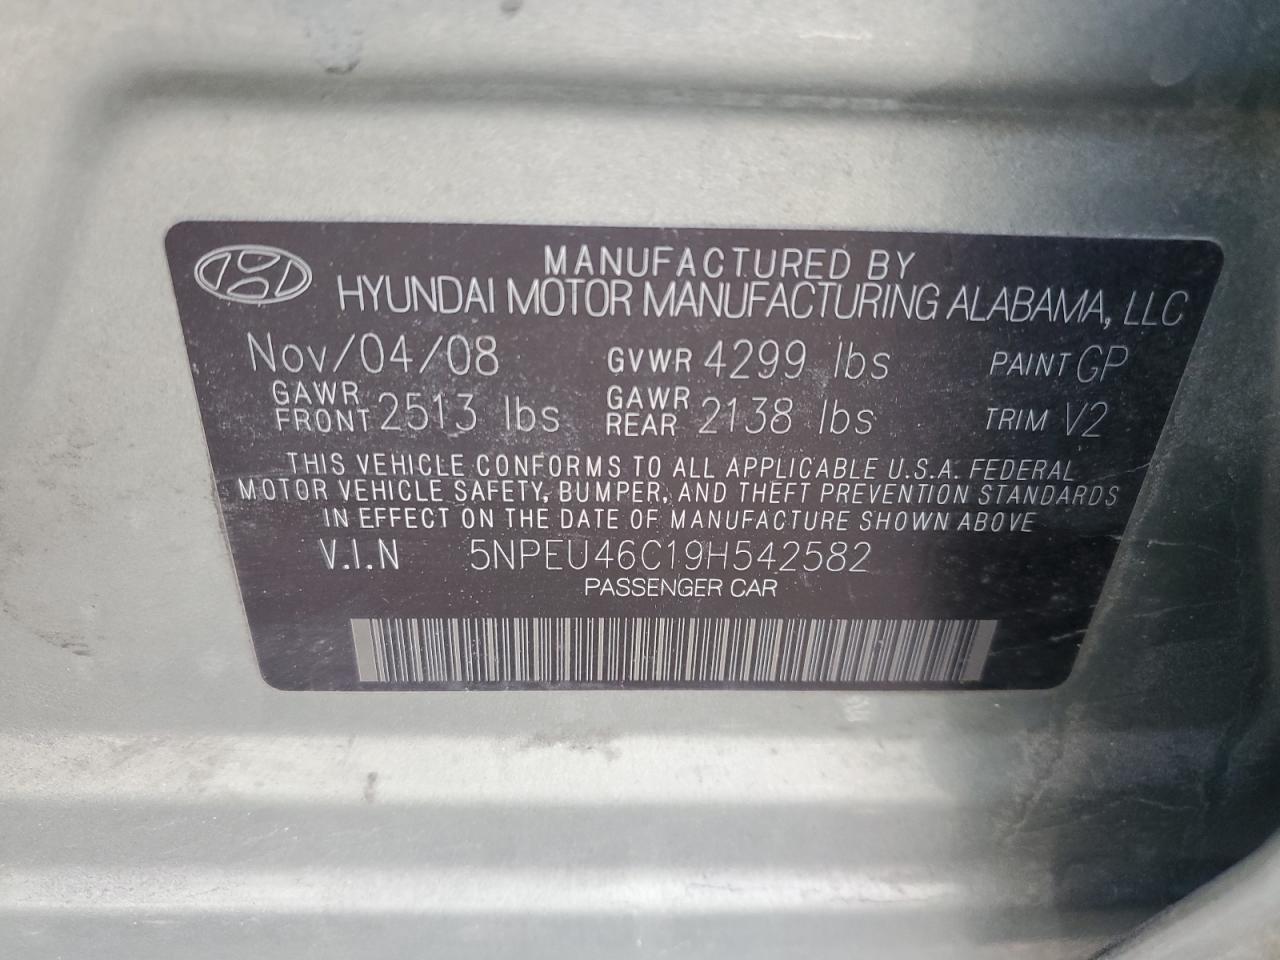 MANUFACTURED BY
HYUNDAI MOTOR MANUFACTURING ALABAMA, LLC
Nov/04/08 GVWR 4299 lbs PAINT GP
GAWR FRONT 2513 lbs GAWR REAR 2138 lbs TRIM V2
THIS VEHICLE CONFORMS TO ALL APPLICABLE U.S.A. FEDERAL
MOTOR VEHICLE SAFETY, BUMPER, AND THEFT PREVENTION STANDARDS
IN EFFECT ON THE DATE OF MANUFACTURE SHOWN ABOVE
V.I.N 5NPEU46C19H542582
PASSENGER CAR